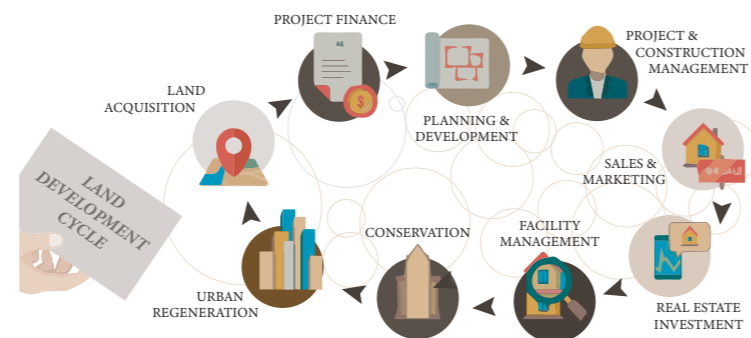 LAND
DEVELOPMENT
CYCLE
LAND
ACQUISITION
PROJECT FINANCE
PLANNING &
DEVELOPMENT
PROJECT &
CONSTRUCTION
MANAGEMENT
SALES &
MARKETING
REAL ESTATE
INVESTMENT
FACILITY
MANAGEMENT
CONSERVATION
URBAN
REGENERATION
$